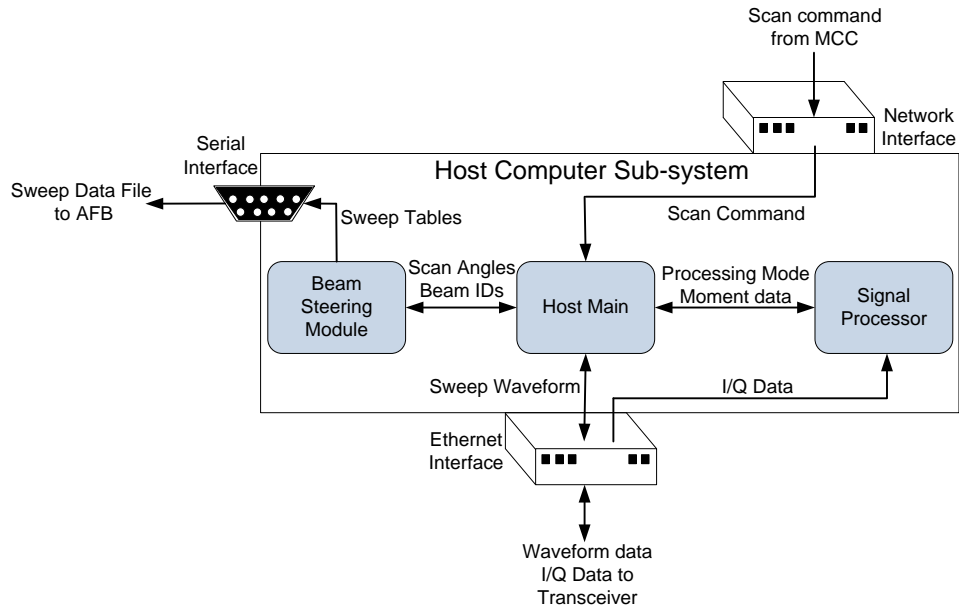 Scan command
from MCC
Network
Interface
Serial
Interface
Host Computer Sub-system
Sweep Data File
to AFB
Sweep Tables
Scan Command
Beam
Steering
Module
Scan Angles
Beam IDs
Host Main
Processing Mode
Moment data
Signal
Processor
Sweep Waveform
I/Q Data
Ethernet
Interface
Waveform data
I/Q Data to
Transceiver